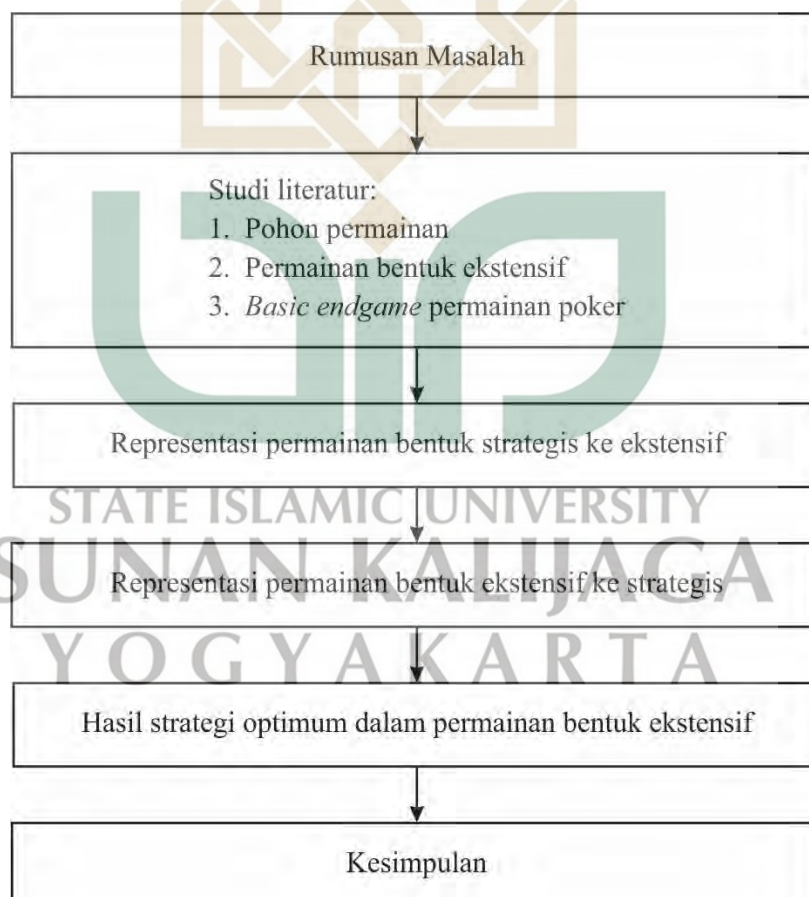 Rumusan Masalah
Studi literatur:
1. Pohon permainan
2. Permainan bentuk ekstensif
3. Basic endgame permainan poker
Representasi permainan bentuk strategis ke ekstensif
STATE ISLAMIC UNIVERSITY
SUNAN KALIJAGA
Representasi permainan bentuk ekstensif ke strategis
YOGYAKARTA
Hasil strategi optimum dalam permainan bentuk ekstensif
Kesimpulan